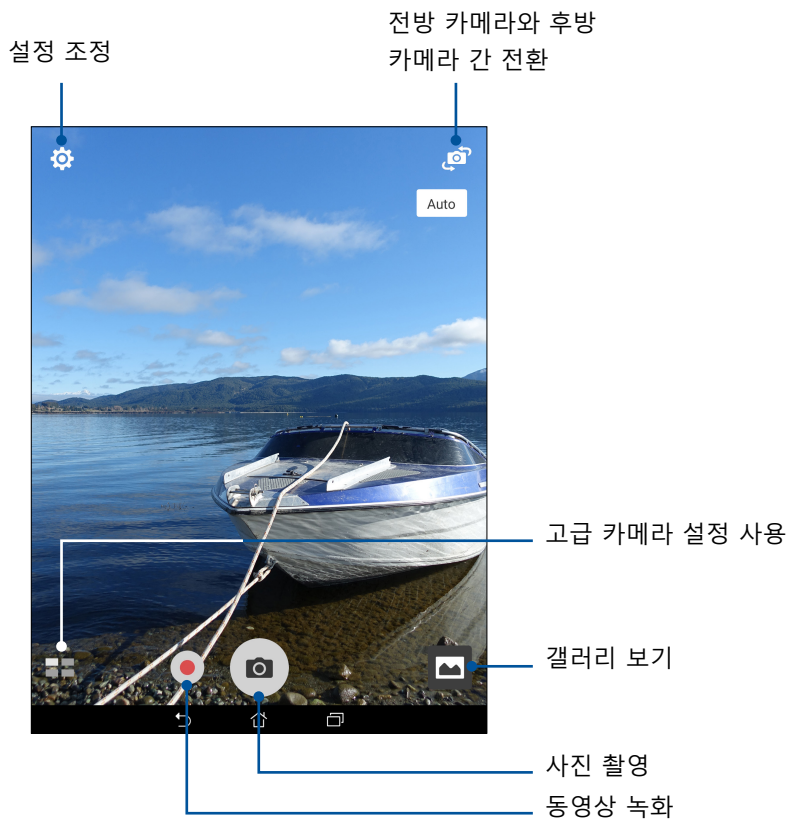 전방 카메라와 후방
카메라 간 전환
설정 조정
Auto
고급 카메라 설정 사용
갤러리 보기
사진 촬영
동영상 녹화